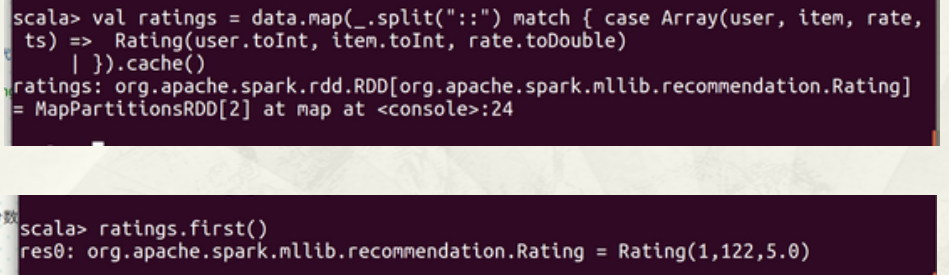 scala> val ratings = data.map(_.split("::") match { case Array(user, item, rate,
 ts) =>  Rating(user.toInt, item.toInt, rate.toDouble)
     | }).cache()
ratings: org.apache.spark.rdd.RDD[org.apache.spark.mllib.recommendation.Rating]
= MapPartitionsRDD[2] at map at <console>:24
数
scala> ratings.first()
res0: org.apache.spark.mllib.recommendation.Rating = Rating(1,122,5.0)